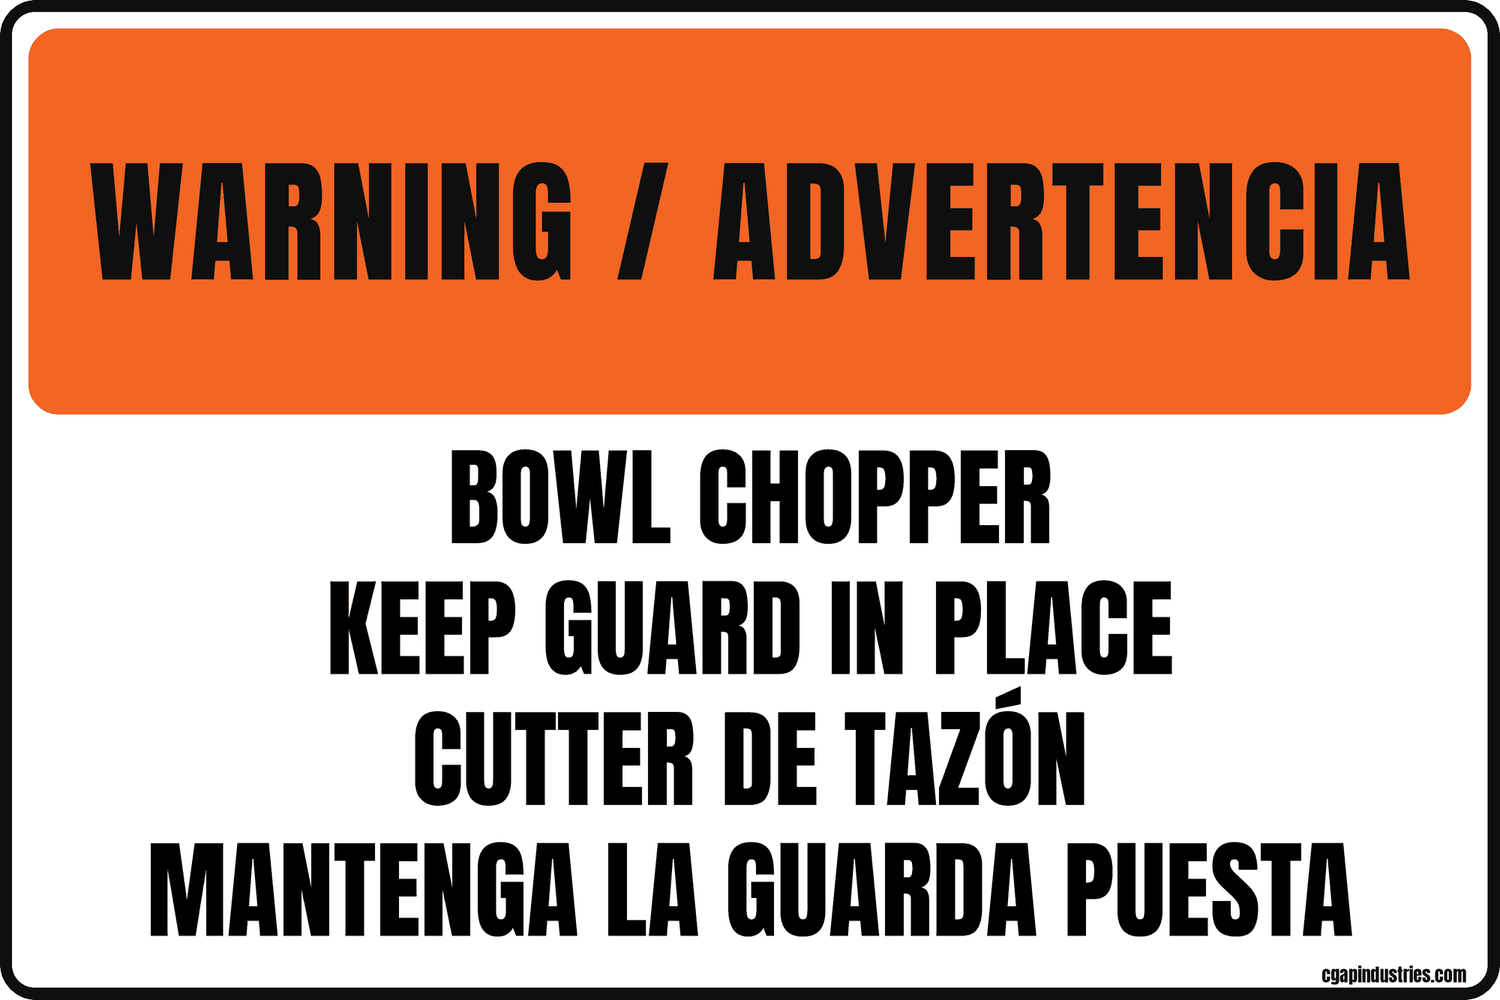 WARNING / ADVERTENCIA
BOWL CHOPPER
KEEP GUARD IN PLACE
CUTTER DE TAZÓN
MANTENGA LA GUARDA PUESTA
cgapindustries.com